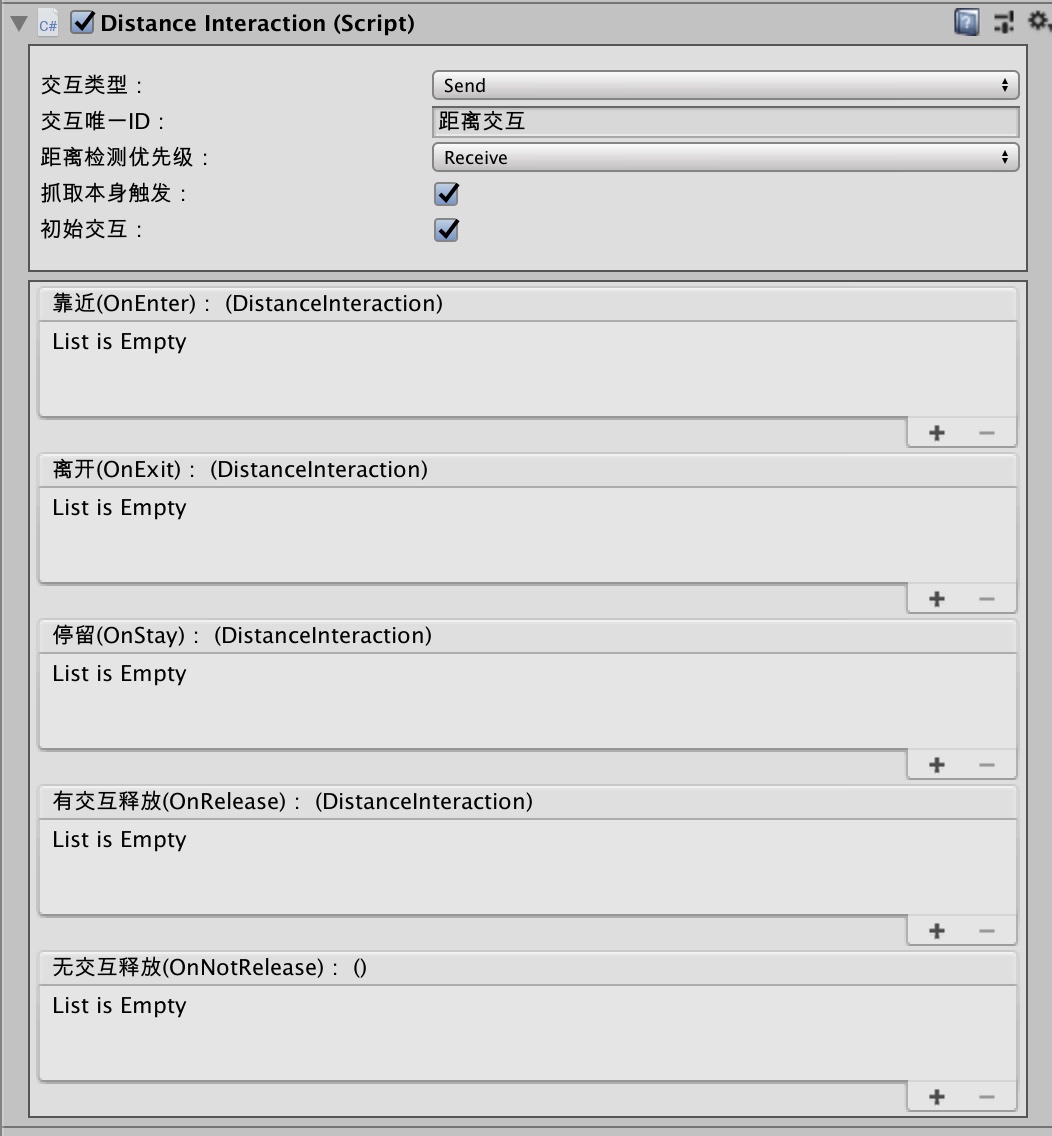 C# Distance Interaction (Script)
交互类型： Send
交互唯一ID： 距离交互
距离检测优先级： Receive
抓取本身触发：
初始交互：
靠近(OnEnter)： (DistanceInteraction)
List is Empty
离开(OnExit)： (DistanceInteraction)
List is Empty
停留(OnStay)： (DistanceInteraction)
List is Empty
有交互释放(OnRelease)： (DistanceInteraction)
List is Empty
无交互释放(OnNotRelease)： ()
List is Empty